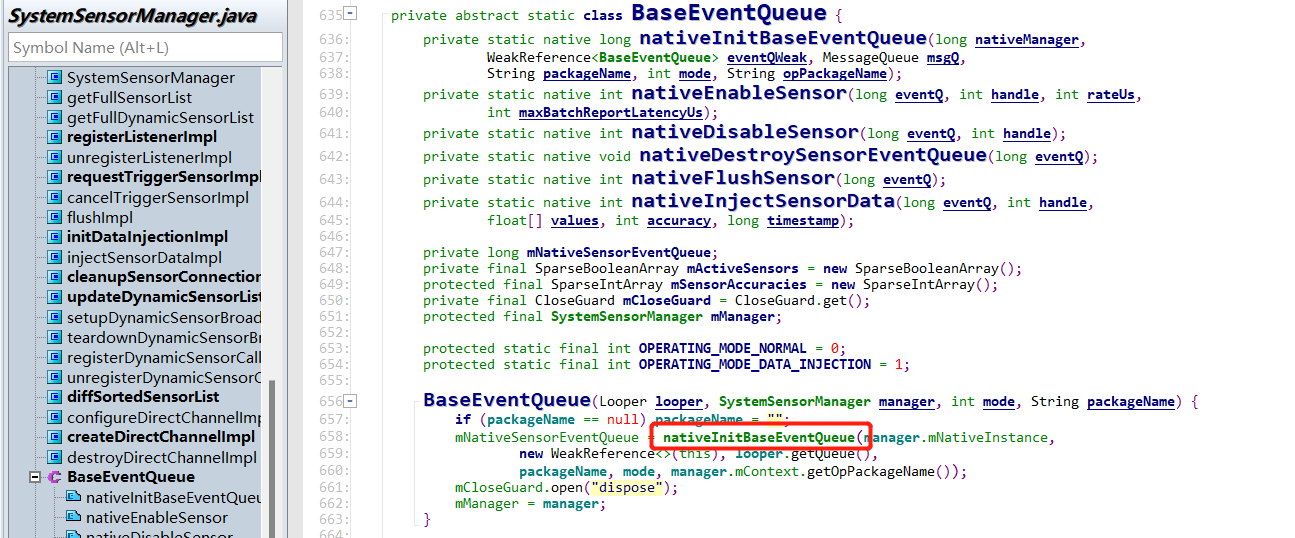 SystemSensorManager.java
Symbol Name (Alt+L)
SystemSensorManager
getFullSensorList
getFullDynamicSensorList
registerListenerImpl
unregisterListenerImpl
requestTriggerSensorImpl
cancelTriggerSensorImpl
flushImpl
initDataInjectionImpl
injectSensorDataImpl
cleanupSensorConnection
updateDynamicSensorList
setupDynamicSensorBroad
teardownDynamicSensorBr
registerDynamicSensorCall
unregisterDynamicSensorC
diffSortedSensorList
configureDirectChannelImp
createDirectChannelImpl
destroyDirectChannelImpl
BaseEventQueue
nativeInitBaseEventQueu
nativeEnableSensor
nativeDisableSensor
635 private abstract static class BaseEventQueue {
636: private static native long nativeInitBaseEventQueue(long nativeManager,
637: WeakReference<BaseEventQueue> eventQWeak, MessageQueue msgQ,
638: String packageName, int mode, String opPackageName);
639: private static native int nativeEnableSensor(long eventQ, int handle, int rateUs,
640: int maxBatchReportLatencyUs);
641: private static native int nativeDisableSensor(long eventQ, int handle);
642: private static native void nativeDestroySensorEventQueue(long eventQ);
643: private static native int nativeFlushSensor(long eventQ);
644: private static native int nativeInjectSensorData(long eventQ, int handle,
645: float[] values, int accuracy, long timestamp);
646:
647: private long mNativeSensorEventQueue;
648: private final SparseBooleanArray mActiveSensors = new SparseBooleanArray();
649: protected final SparseIntArray mSensorAccuracies = new SparseIntArray();
650: private final CloseGuard mCloseGuard = CloseGuard.get();
651: protected final SystemSensorManager mManager;
652:
653: protected static final int OPERATING_MODE_NORMAL = 0;
654: protected static final int OPERATING_MODE_DATA_INJECTION = 1;
655:
656 BaseEventQueue(Looper looper, SystemSensorManager manager, int mode, String packageName) {
657: if (packageName == null) packageName = "";
658: mNativeSensorEventQueue = nativeInitBaseEventQueue(manager.mNativeInstance,
659: new WeakReference<>(this), looper.getQueue(),
660: packageName, mode, manager.mContext.getOpPackageName());
661: mCloseGuard.open("dispose");
662: mManager = manager;
663: }
664: